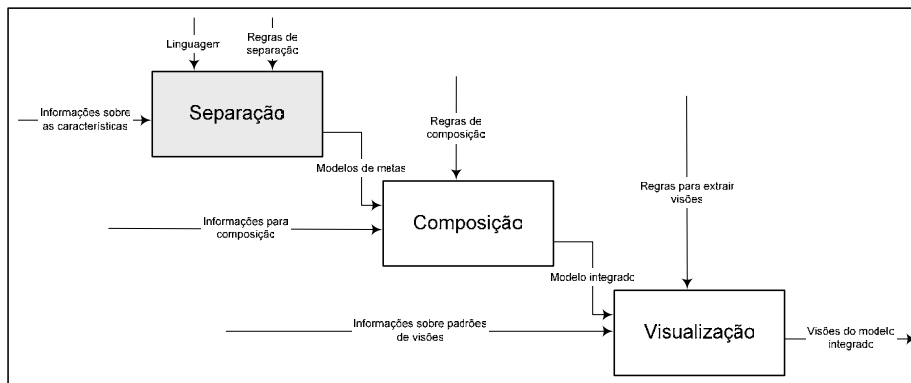 Linguagem
Regras de
separação
Informações sobre
as características
Separação
Regras de
composição
Modelos de metas
Regras para extrair
visões
Informações para
composição
Composição
Modelo integrado
Informações sobre padrões
de visões
Visualização
Visões do modelo
integrado